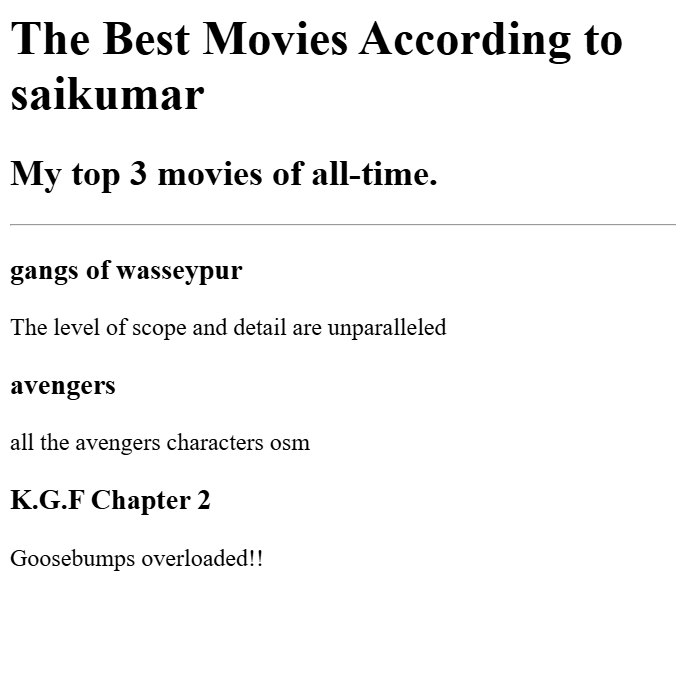 The Best Movies According to
saikumar
My top 3 movies of all-time.
gangs of wasseypur
The level of scope and detail are unparalleled
avengers
all the avengers characters osm
K.G.F Chapter 2
Goosebumps overloaded!!